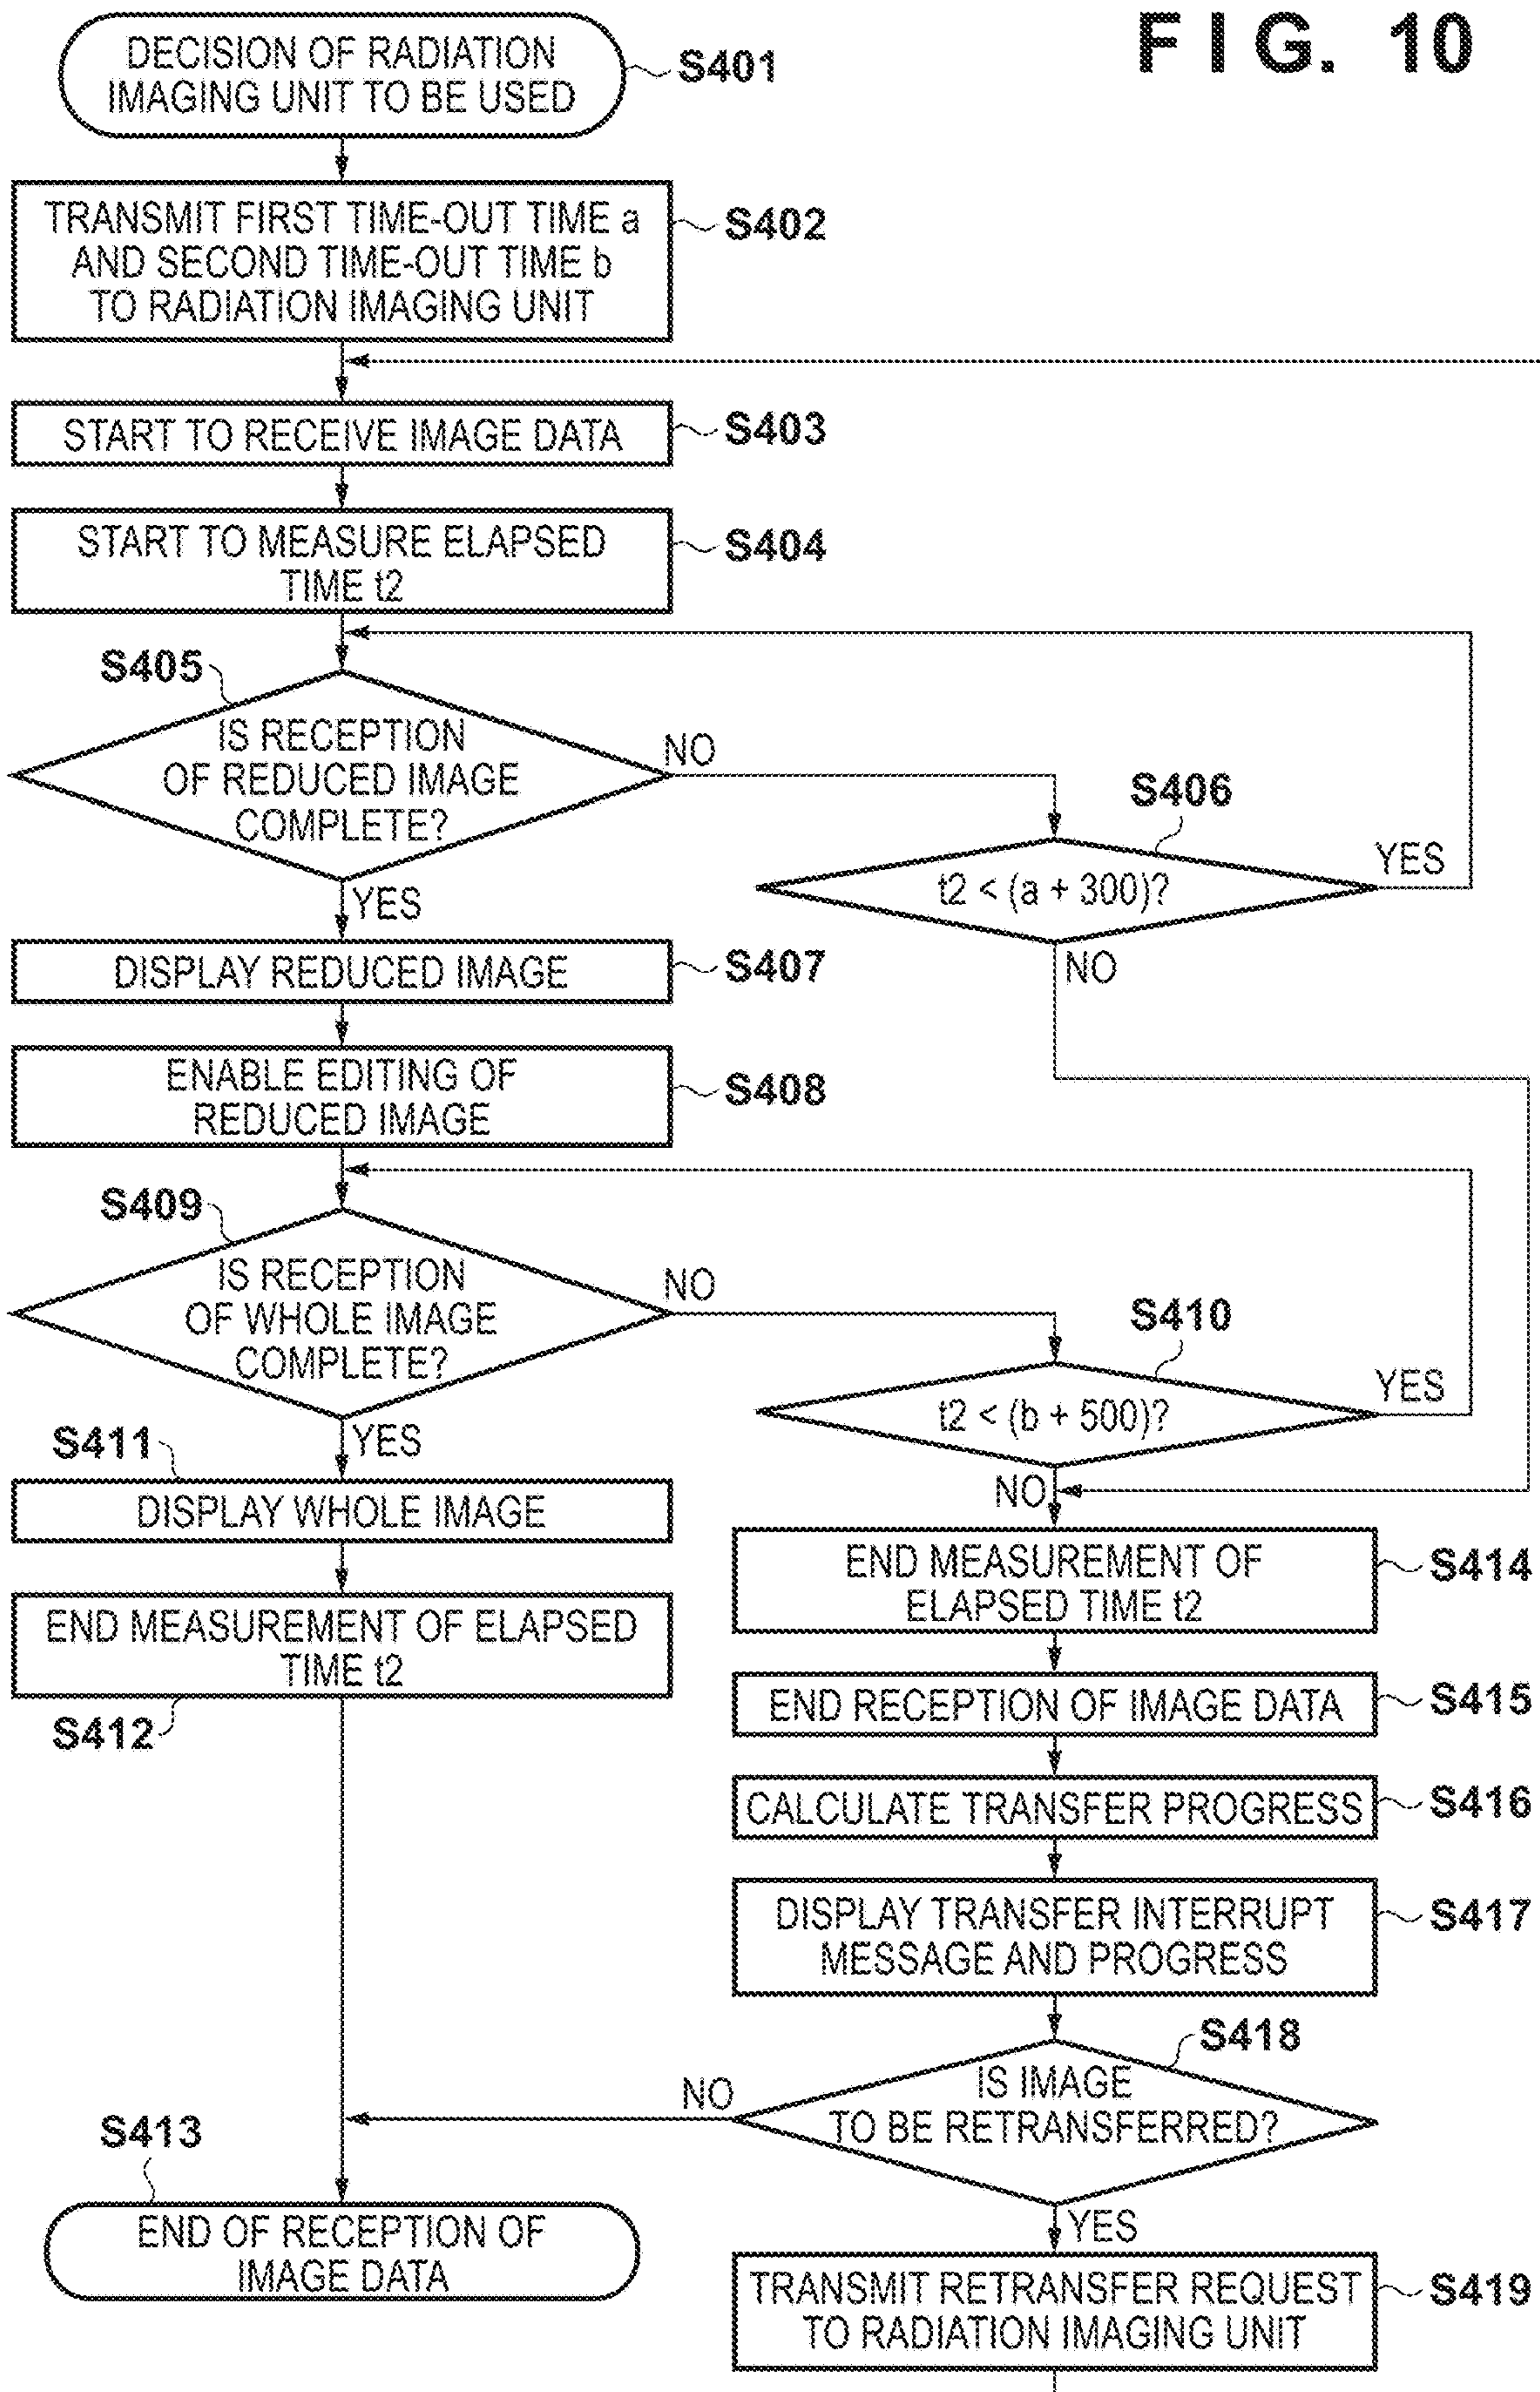 FIG. 10
DECISION OF RADIATION
IMAGING UNIT TO BE USED
S401
TRANSMIT FIRST TIME-OUT TIME a
AND SECOND TIME-OUT TIME b
TO RADIATION IMAGING UNIT
S402
START TO RECEIVE IMAGE DATA
S403
START TO MEASURE ELAPSED
TIME t2
S404
S405
IS RECEPTION
OF REDUCED IMAGE
COMPLETE?
NO
YES
S406
t2 < (a + 300)?
YES
NO
DISPLAY REDUCED IMAGE
S407
ENABLE EDITING OF
REDUCED IMAGE
S408
S409
IS RECEPTION
OF WHOLE IMAGE
COMPLETE?
NO
YES
S410
t2 < (b + 500)?
YES
NO
S411
DISPLAY WHOLE IMAGE
END MEASUREMENT OF ELAPSED
TIME t2
S412
END MEASUREMENT OF
ELAPSED TIME t2
S414
END RECEPTION OF IMAGE DATA
S415
CALCULATE TRANSFER PROGRESS
S416
DISPLAY TRANSFER INTERRUPT
MESSAGE AND PROGRESS
S417
S418
IS IMAGE
TO BE RETRANSFERRED?
NO
YES
S413
END OF RECEPTION OF
IMAGE DATA
TRANSMIT RETRANSFER REQUEST
TO RADIATION IMAGING UNIT
S419